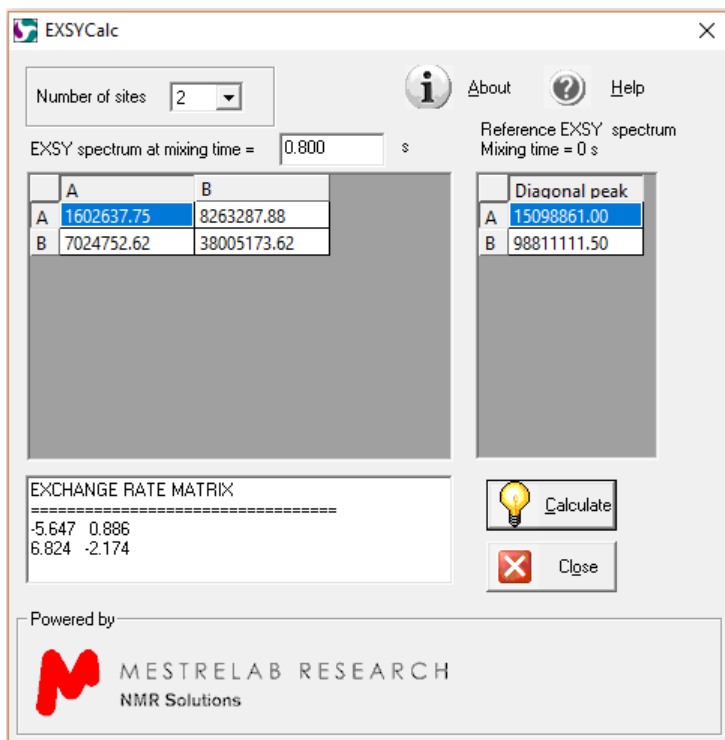 EXSYCalc
Number of sites 2
About
Help
EXSY spectrum at mixing time = 0.800 s
Reference EXSY spectrum
Mixing time = 0 s
A B
A 1602637.75 8263287.88
B 7024752.62 38005173.62
Diagonal peak
A 15098861.00
B 98811111.50
EXCHANGE RATE MATRIX
==================================
-5.647 0.886
6.824 -2.174
Calculate
Close
Powered by
MESTRELAB RESEARCH
NMR Solutions